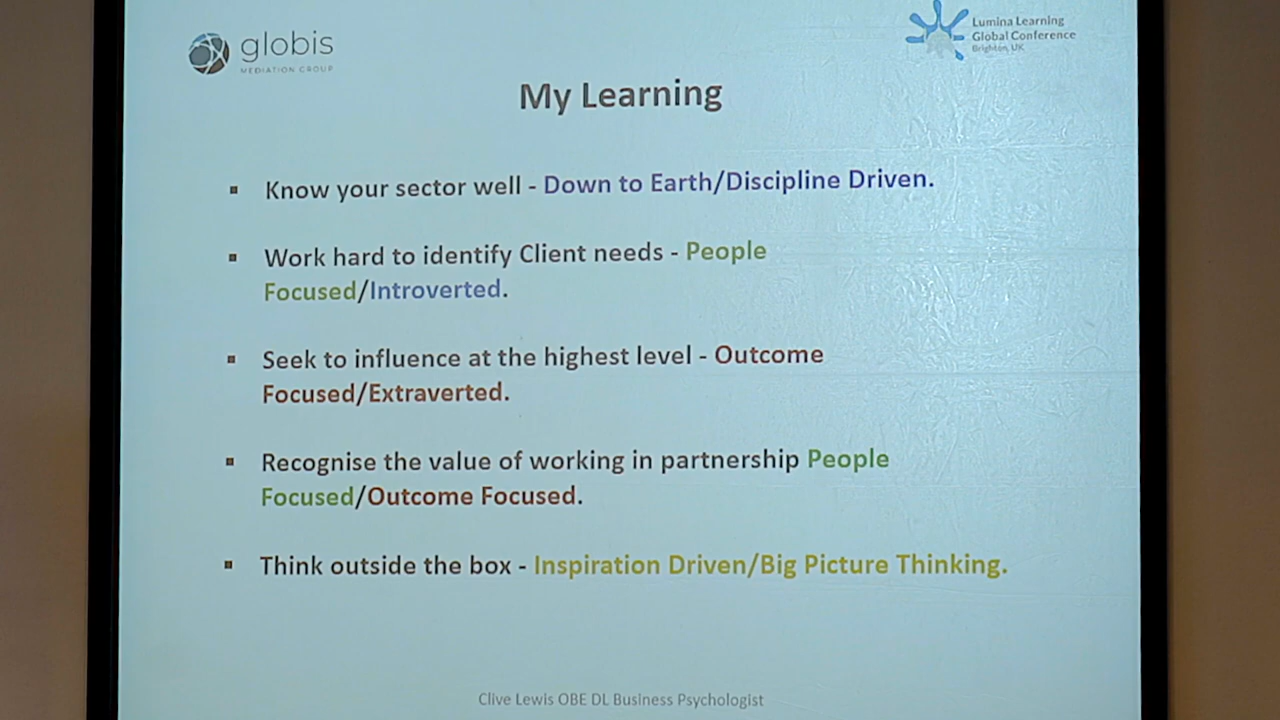 globis
MEDIATION GROUP
Lumina Learning
Global Conference
Brighton, UK
My Learning
▪ Know your sector well - Down to Earth/Discipline Driven.
▪ Work hard to identify Client needs - People
Focused/Introverted.
▪ Seek to influence at the highest level - Outcome
Focused/Extraverted.
▪ Recognise the value of working in partnership People
Focused/Outcome Focused.
▪ Think outside the box - Inspiration Driven/Big Picture Thinking.
Clive Lewis OBE DL Business Psychologist